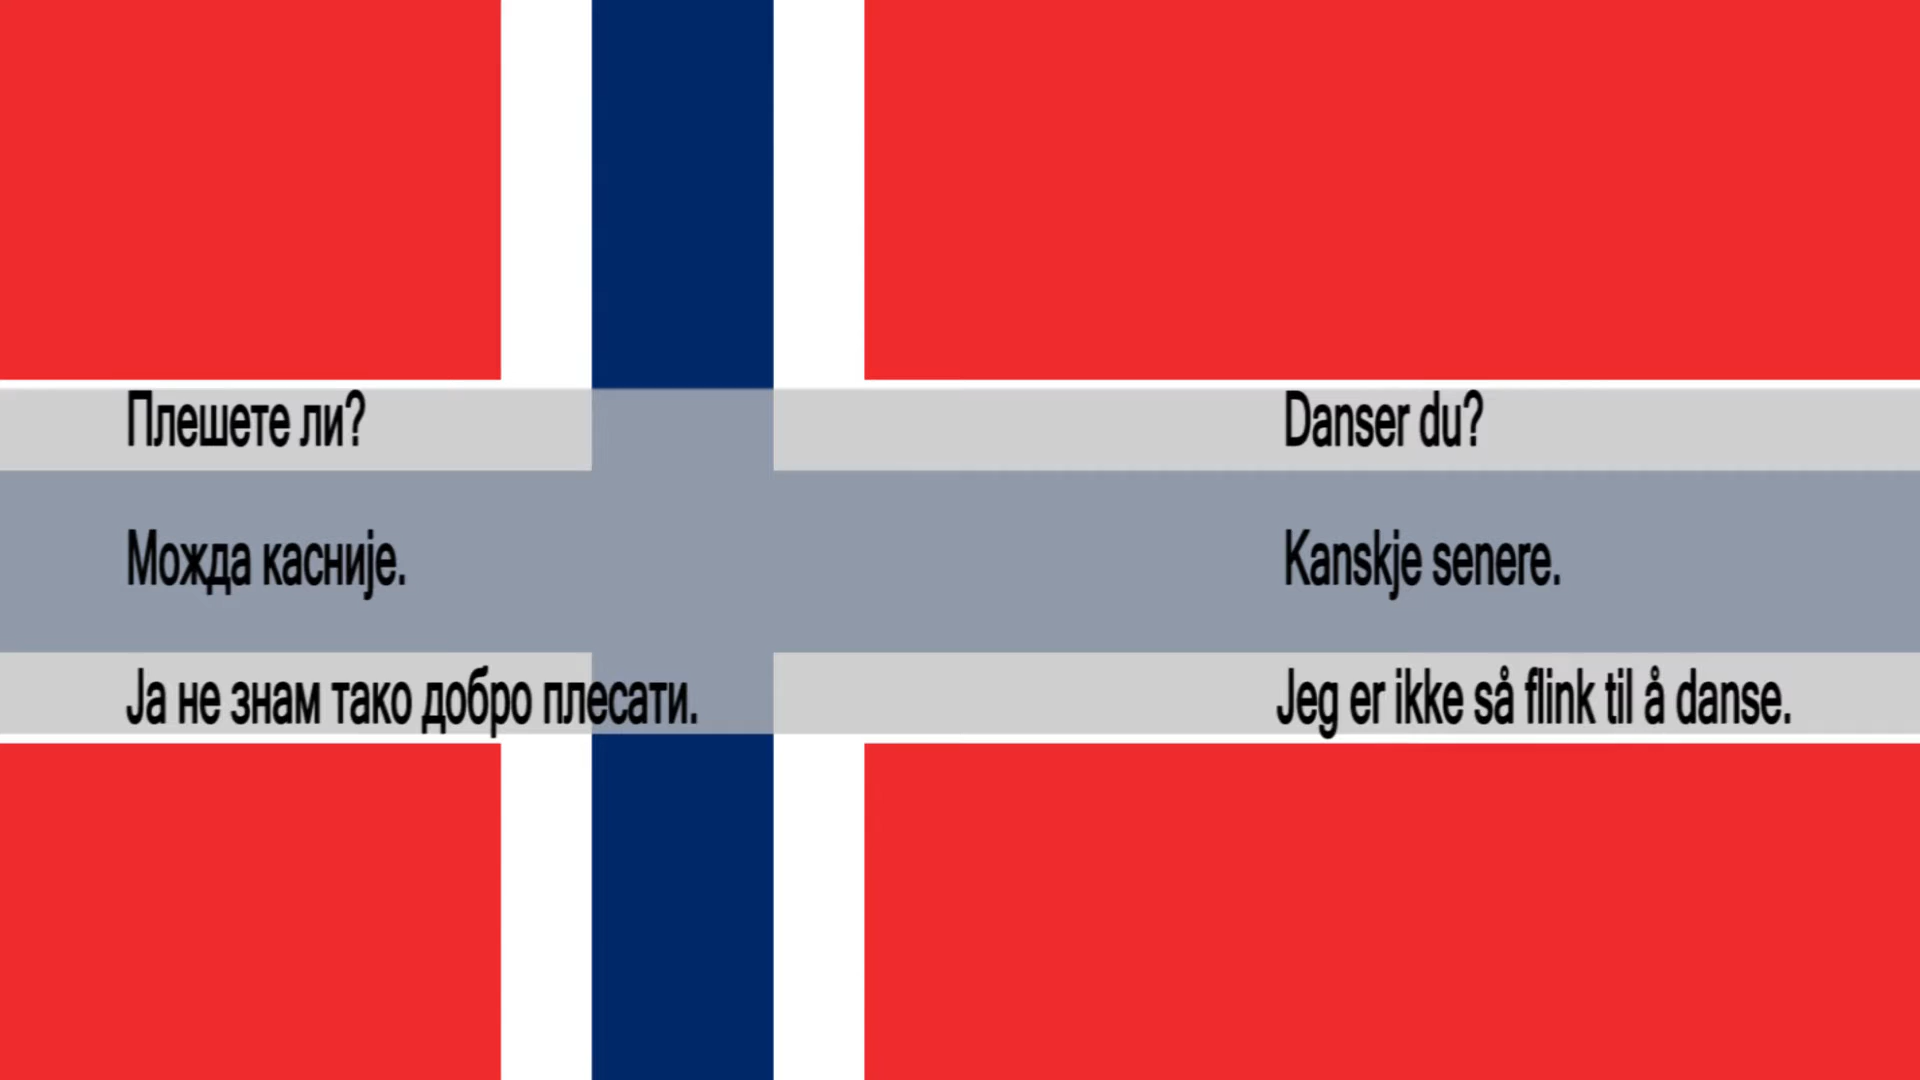 Плешете ли?
Danser du?
Можда касније.
Kanskje senere.
Ја не знам тако добро плесати.
Jeg er ikke så flink til å danse.